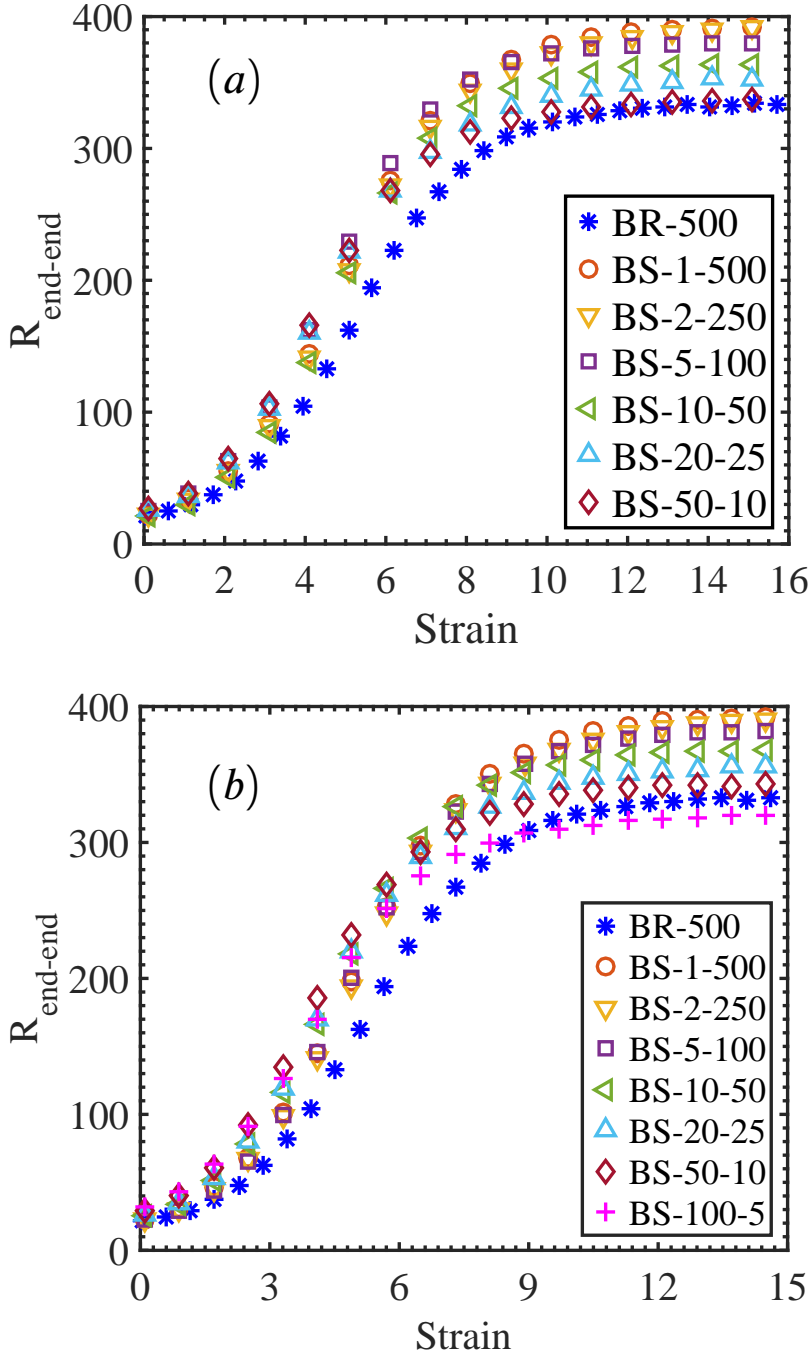 400
300
200
100
0
R end-end
(a)
BR-500
BS-1-500
BS-2-250
BS-5-100
BS-10-50
BS-20-25
BS-50-10
0 2 4 6 8 10 12 14 16
Strain
400
300
200
100
0
R end-end
(b)
BR-500
BS-1-500
BS-2-250
BS-5-100
BS-10-50
BS-20-25
BS-50-10
BS-100-5
0 3 6 9 12 15
Strain